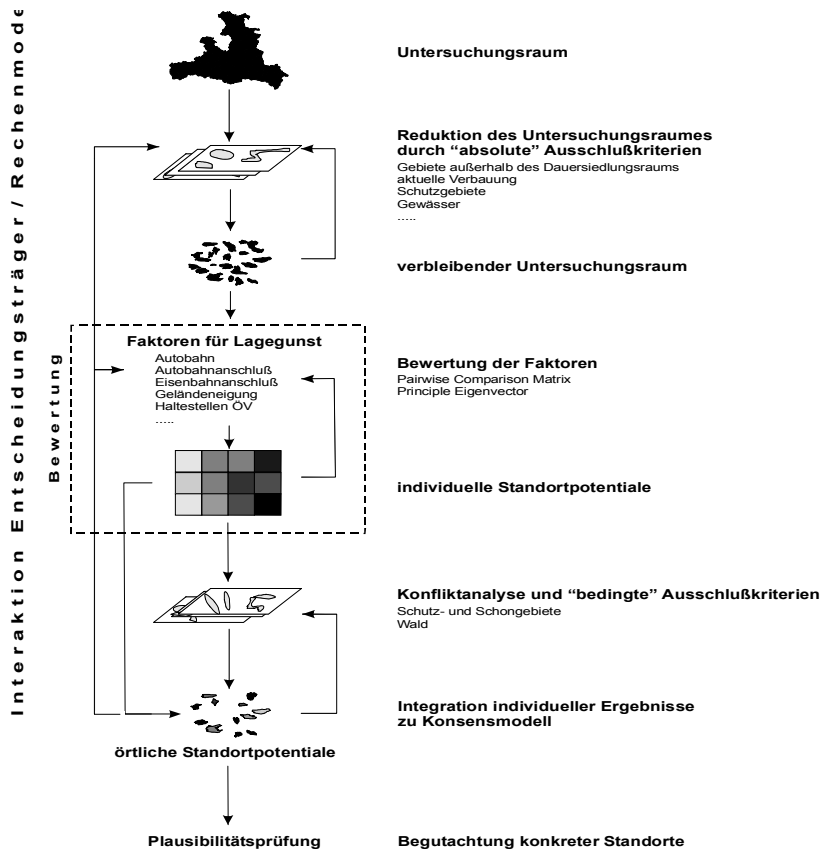 Interaktion Entscheidungsträger / Rechenmode
Untersuchungsraum
Reduktion des Untersuchungsraumes
durch “absolute” Ausschlußkriterien
Gebiete außerhalb des Dauersiedlungsraums
aktuelle Verbauung
Schutzgebiete
Gewässer
.....
verbleibender Untersuchungsraum
Bewertung
Faktoren für Lagegunst
Autobahn
Autobahnanschluß
Eisenbahnanschluß
Geländeneigung
Haltestellen ÖV
.....
Bewertung der Faktoren
Pairwise Comparison Matrix
Principle Eigenvector
individuelle Standortpotentiale
Konfliktanalyse und “bedingte” Ausschlußkriterien
Schutz- und Schongebiete
Wald
Integration individueller Ergebnisse
zu Konsensmodell
örtliche Standortpotentiale
Plausibilitätsprüfung
Begutachtung konkreter Standorte